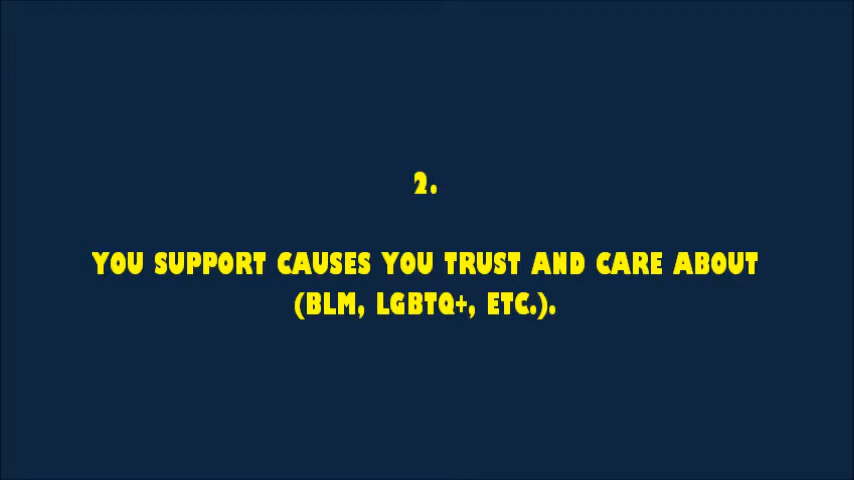 2.
YOU SUPPORT CAUSES YOU TRUST AND CARE ABOUT
(BLM, LGBTQ+, ETC.).